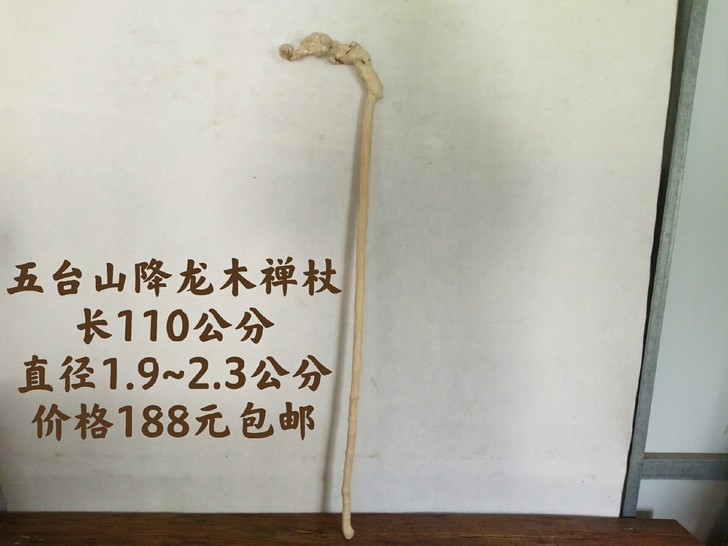 五台山降龙木禅杖
长110公分
直径1.9~2.3公分
价格188元包邮